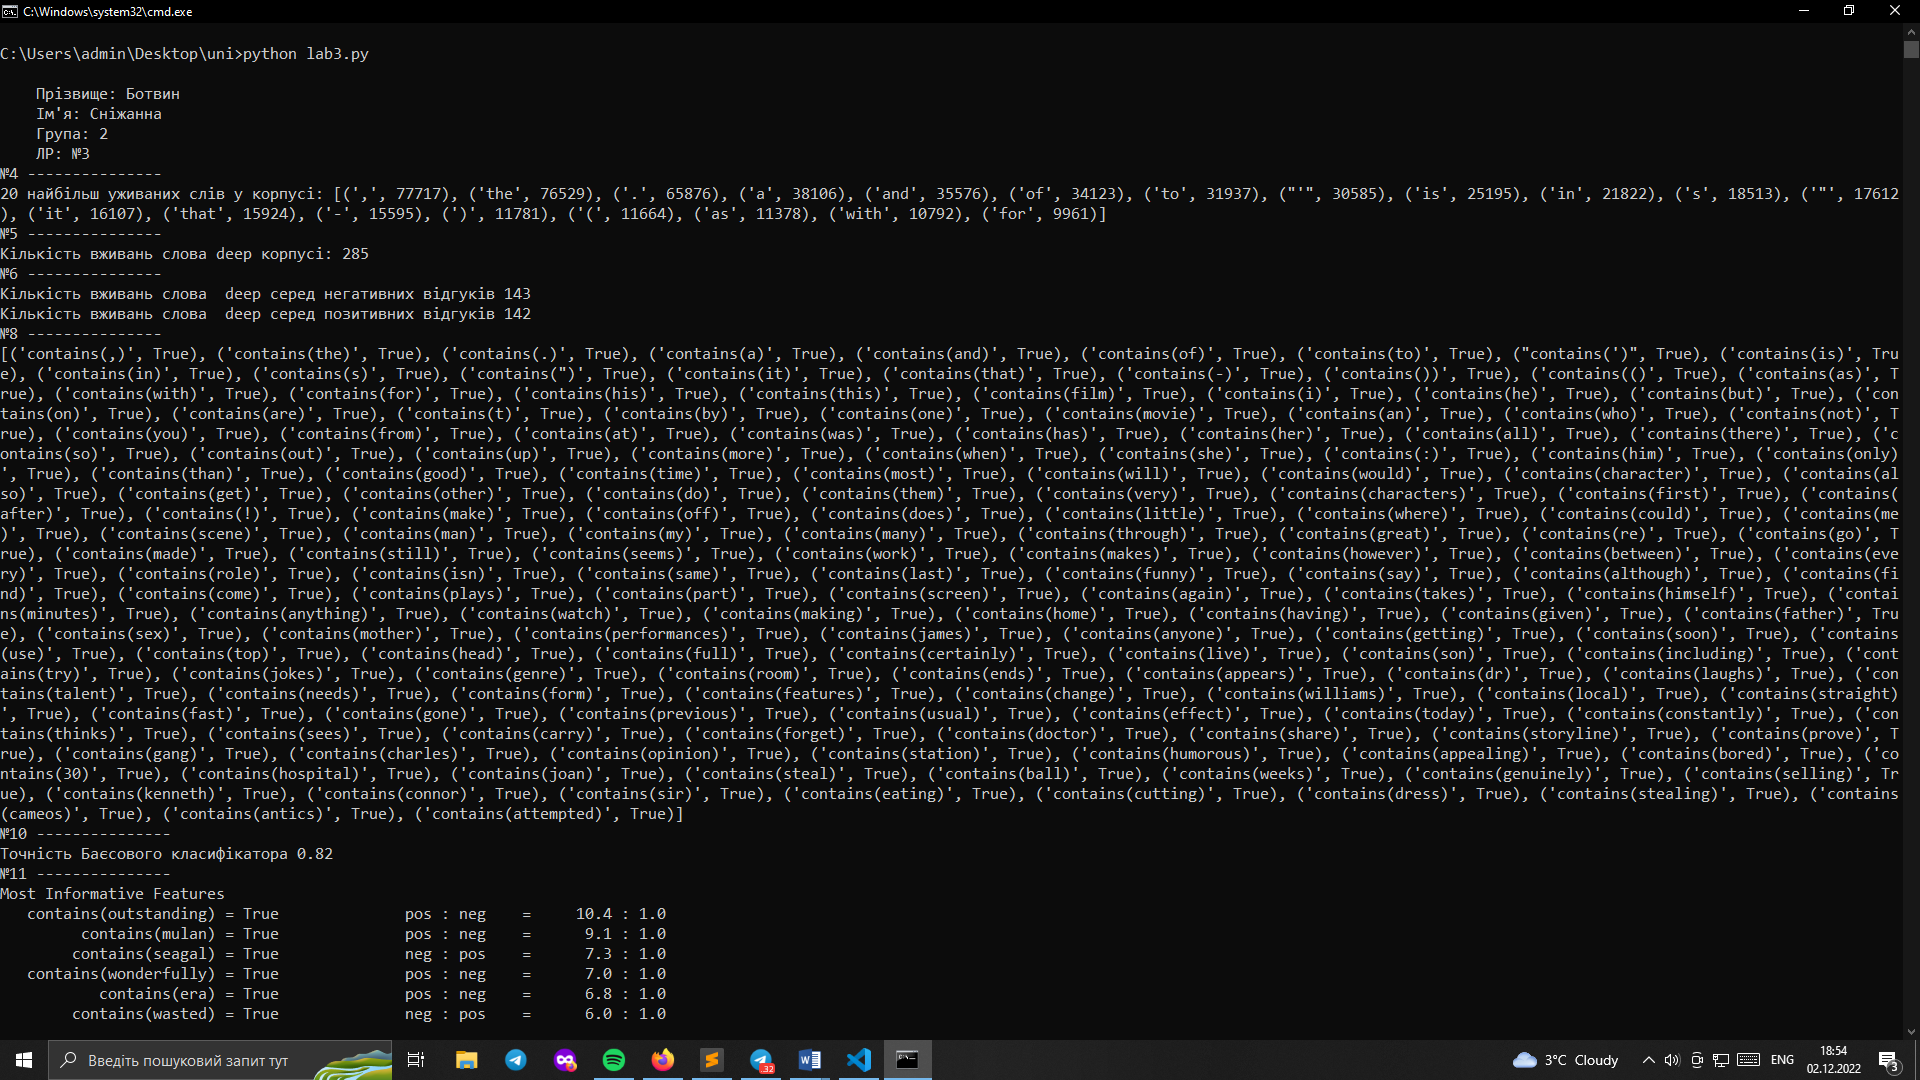 C:\Windows\system32\cmd.exe
C:\Users\admin\Desktop\uni>python lab3.py
Прізвище: Ботвин
Ім'я: Сніжанна
Група: 2
ЛР: №3
№4 ---------------
20 найбільш уживаних слів у корпусі: [(',', 77717), ('the', 76529), ('.', 65876), ('a', 38106), ('and', 35576), ('of', 34123), ('to', 31937), ("'", 30585), ('is', 25195), ('in', 21822), ('s', 18513), ('"', 17612
), ('it', 16107), ('that', 15924), ('-', 15595), (')', 11781), ('(', 11664), ('as', 11378), ('with', 10792), ('for', 9961)]
№5 ---------------
Кількість вживань слова deep корпусі: 285
№6 ---------------
Кількість вживань слова  deep серед негативних відгуків 143
Кількість вживань слова  deep серед позитивних відгуків 142
№8 ---------------
[('contains(,)', True), ('contains(the)', True), ('contains(.)', True), ('contains(a)', True), ('contains(and)', True), ('contains(of)', True), ('contains(to)', True), ("contains(')", True), ('contains(is)', Tru
e), ('contains(in)', True), ('contains(s)', True), ('contains(")', True), ('contains(it)', True), ('contains(that)', True), ('contains(-)', True), ('contains())', True), ('contains(()', True), ('contains(as)', T
rue), ('contains(with)', True), ('contains(for)', True), ('contains(his)', True), ('contains(this)', True), ('contains(film)', True), ('contains(i)', True), ('contains(he)', True), ('contains(but)', True), ('con
tains(on)', True), ('contains(are)', True), ('contains(t)', True), ('contains(by)', True), ('contains(one)', True), ('contains(movie)', True), ('contains(an)', True), ('contains(who)', True), ('contains(not)', T
rue), ('contains(you)', True), ('contains(from)', True), ('contains(at)', True), ('contains(was)', True), ('contains(has)', True), ('contains(her)', True), ('contains(all)', True), ('contains(there)', True), ('c
ontains(so)', True), ('contains(out)', True), ('contains(up)', True), ('contains(more)', True), ('contains(when)', True), ('contains(she)', True), ('contains(:)', True), ('contains(him)', True), ('contains(only)
', True), ('contains(than)', True), ('contains(good)', True), ('contains(time)', True), ('contains(most)', True), ('contains(will)', True), ('contains(would)', True), ('contains(character)', True), ('contains(al
so)', True), ('contains(get)', True), ('contains(other)', True), ('contains(do)', True), ('contains(them)', True), ('contains(very)', True), ('contains(characters)', True), ('contains(first)', True), ('contains(
after)', True), ('contains(!)', True), ('contains(make)', True), ('contains(off)', True), ('contains(does)', True), ('contains(little)', True), ('contains(where)', True), ('contains(could)', True), ('contains(me
)', True), ('contains(scene)', True), ('contains(man)', True), ('contains(my)', True), ('contains(many)', True), ('contains(through)', True), ('contains(great)', True), ('contains(re)', True), ('contains(go)', T
rue), ('contains(made)', True), ('contains(still)', True), ('contains(seems)', True), ('contains(work)', True), ('contains(makes)', True), ('contains(however)', True), ('contains(between)', True), ('contains(eve
ry)', True), ('contains(role)', True), ('contains(isn)', True), ('contains(same)', True), ('contains(last)', True), ('contains(funny)', True), ('contains(say)', True), ('contains(although)', True), ('contains(fi
nd)', True), ('contains(come)', True), ('contains(plays)', True), ('contains(part)', True), ('contains(screen)', True), ('contains(again)', True), ('contains(takes)', True), ('contains(himself)', True), ('contai
ns(minutes)', True), ('contains(anything)', True), ('contains(watch)', True), ('contains(making)', True), ('contains(home)', True), ('contains(having)', True), ('contains(given)', True), ('contains(father)', Tru
e), ('contains(sex)', True), ('contains(mother)', True), ('contains(performances)', True), ('contains(james)', True), ('contains(anyone)', True), ('contains(getting)', True), ('contains(soon)', True), ('contains
(use)', True), ('contains(top)', True), ('contains(head)', True), ('contains(full)', True), ('contains(certainly)', True), ('contains(live)', True), ('contains(son)', True), ('contains(including)', True), ('cont
ains(try)', True), ('contains(jokes)', True), ('contains(genre)', True), ('contains(room)', True), ('contains(ends)', True), ('contains(appears)', True), ('contains(dr)', True), ('contains(laughs)', True), ('con
tains(talent)', True), ('contains(needs)', True), ('contains(form)', True), ('contains(features)', True), ('contains(change)', True), ('contains(williams)', True), ('contains(local)', True), ('contains(straight)
', True), ('contains(fast)', True), ('contains(gone)', True), ('contains(previous)', True), ('contains(usual)', True), ('contains(effect)', True), ('contains(today)', True), ('contains(constantly)', True), ('con
tains(thinks)', True), ('contains(sees)', True), ('contains(carry)', True), ('contains(forget)', True), ('contains(doctor)', True), ('contains(share)', True), ('contains(storyline)', True), ('contains(prove)', T
rue), ('contains(gang)', True), ('contains(charles)', True), ('contains(opinion)', True), ('contains(station)', True), ('contains(humorous)', True), ('contains(appealing)', True), ('contains(bored)', True), ('co
ntains(30)', True), ('contains(hospital)', True), ('contains(joan)', True), ('contains(steal)', True), ('contains(ball)', True), ('contains(weeks)', True), ('contains(genuinely)', True), ('contains(selling)', Tr
ue), ('contains(kenneth)', True), ('contains(connor)', True), ('contains(sir)', True), ('contains(eating)', True), ('contains(cutting)', True), ('contains(dress)', True), ('contains(stealing)', True), ('contains
(cameos)', True), ('contains(antics)', True), ('contains(attempted)', True)]
№10 ---------------
Точність Баєсового класифікатора 0.82
№11 ---------------
Most Informative Features
contains(outstanding) = True pos : neg = 10.4 : 1.0
contains(mulan) = True pos : neg = 9.1 : 1.0
contains(seagal) = True neg : pos = 7.3 : 1.0
contains(wonderfully) = True pos : neg = 7.0 : 1.0
contains(era) = True pos : neg = 6.8 : 1.0
contains(wasted) = True neg : pos = 6.0 : 1.0
Введіть пошуковий запит тут
32
3°C Cloudy
ENG
18:54
02.12.2022
3